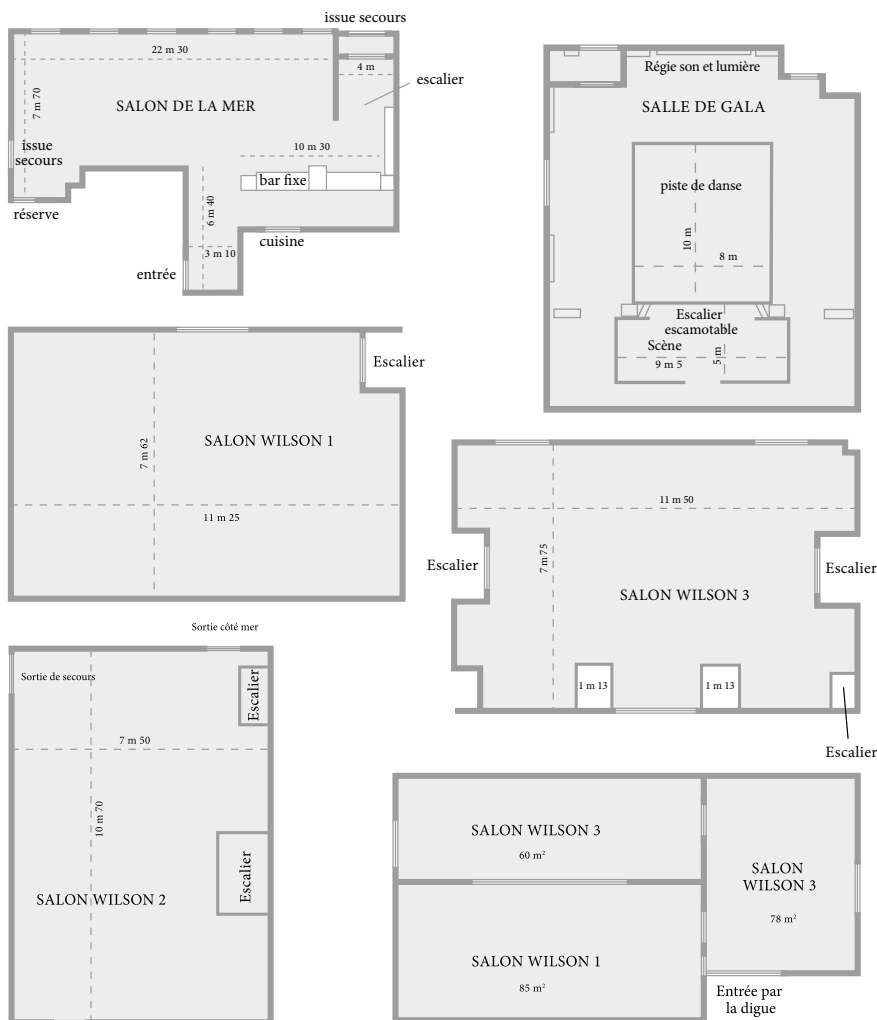 issue secours
22 m 30
4 m
escalier
7 m 70
SALON DE LA MER
issue
secours
10 m 30
bar fixe
réserve
6 m 40
cuisine
3 m 10
entrée
Régie son et lumière
SALLE DE GALA
piste de danse
10 m
8 m
Escalier
escamotable
Scène
5 m
9 m 5
Escalier
7 m 62
SALON WILSON 1
11 m 25
11 m 50
Escalier
7 m 75
Escalier
SALON WILSON 3
1 m 13
1 m 13
Escalier
Sortie côté mer
Sortie de secours
Escalier
7 m 50
10 m 70
Escalier
SALON WILSON 2
SALON WILSON 3
60 m²
SALON
WILSON 3
78 m²
SALON WILSON 1
85 m²
Entrée par
la digue